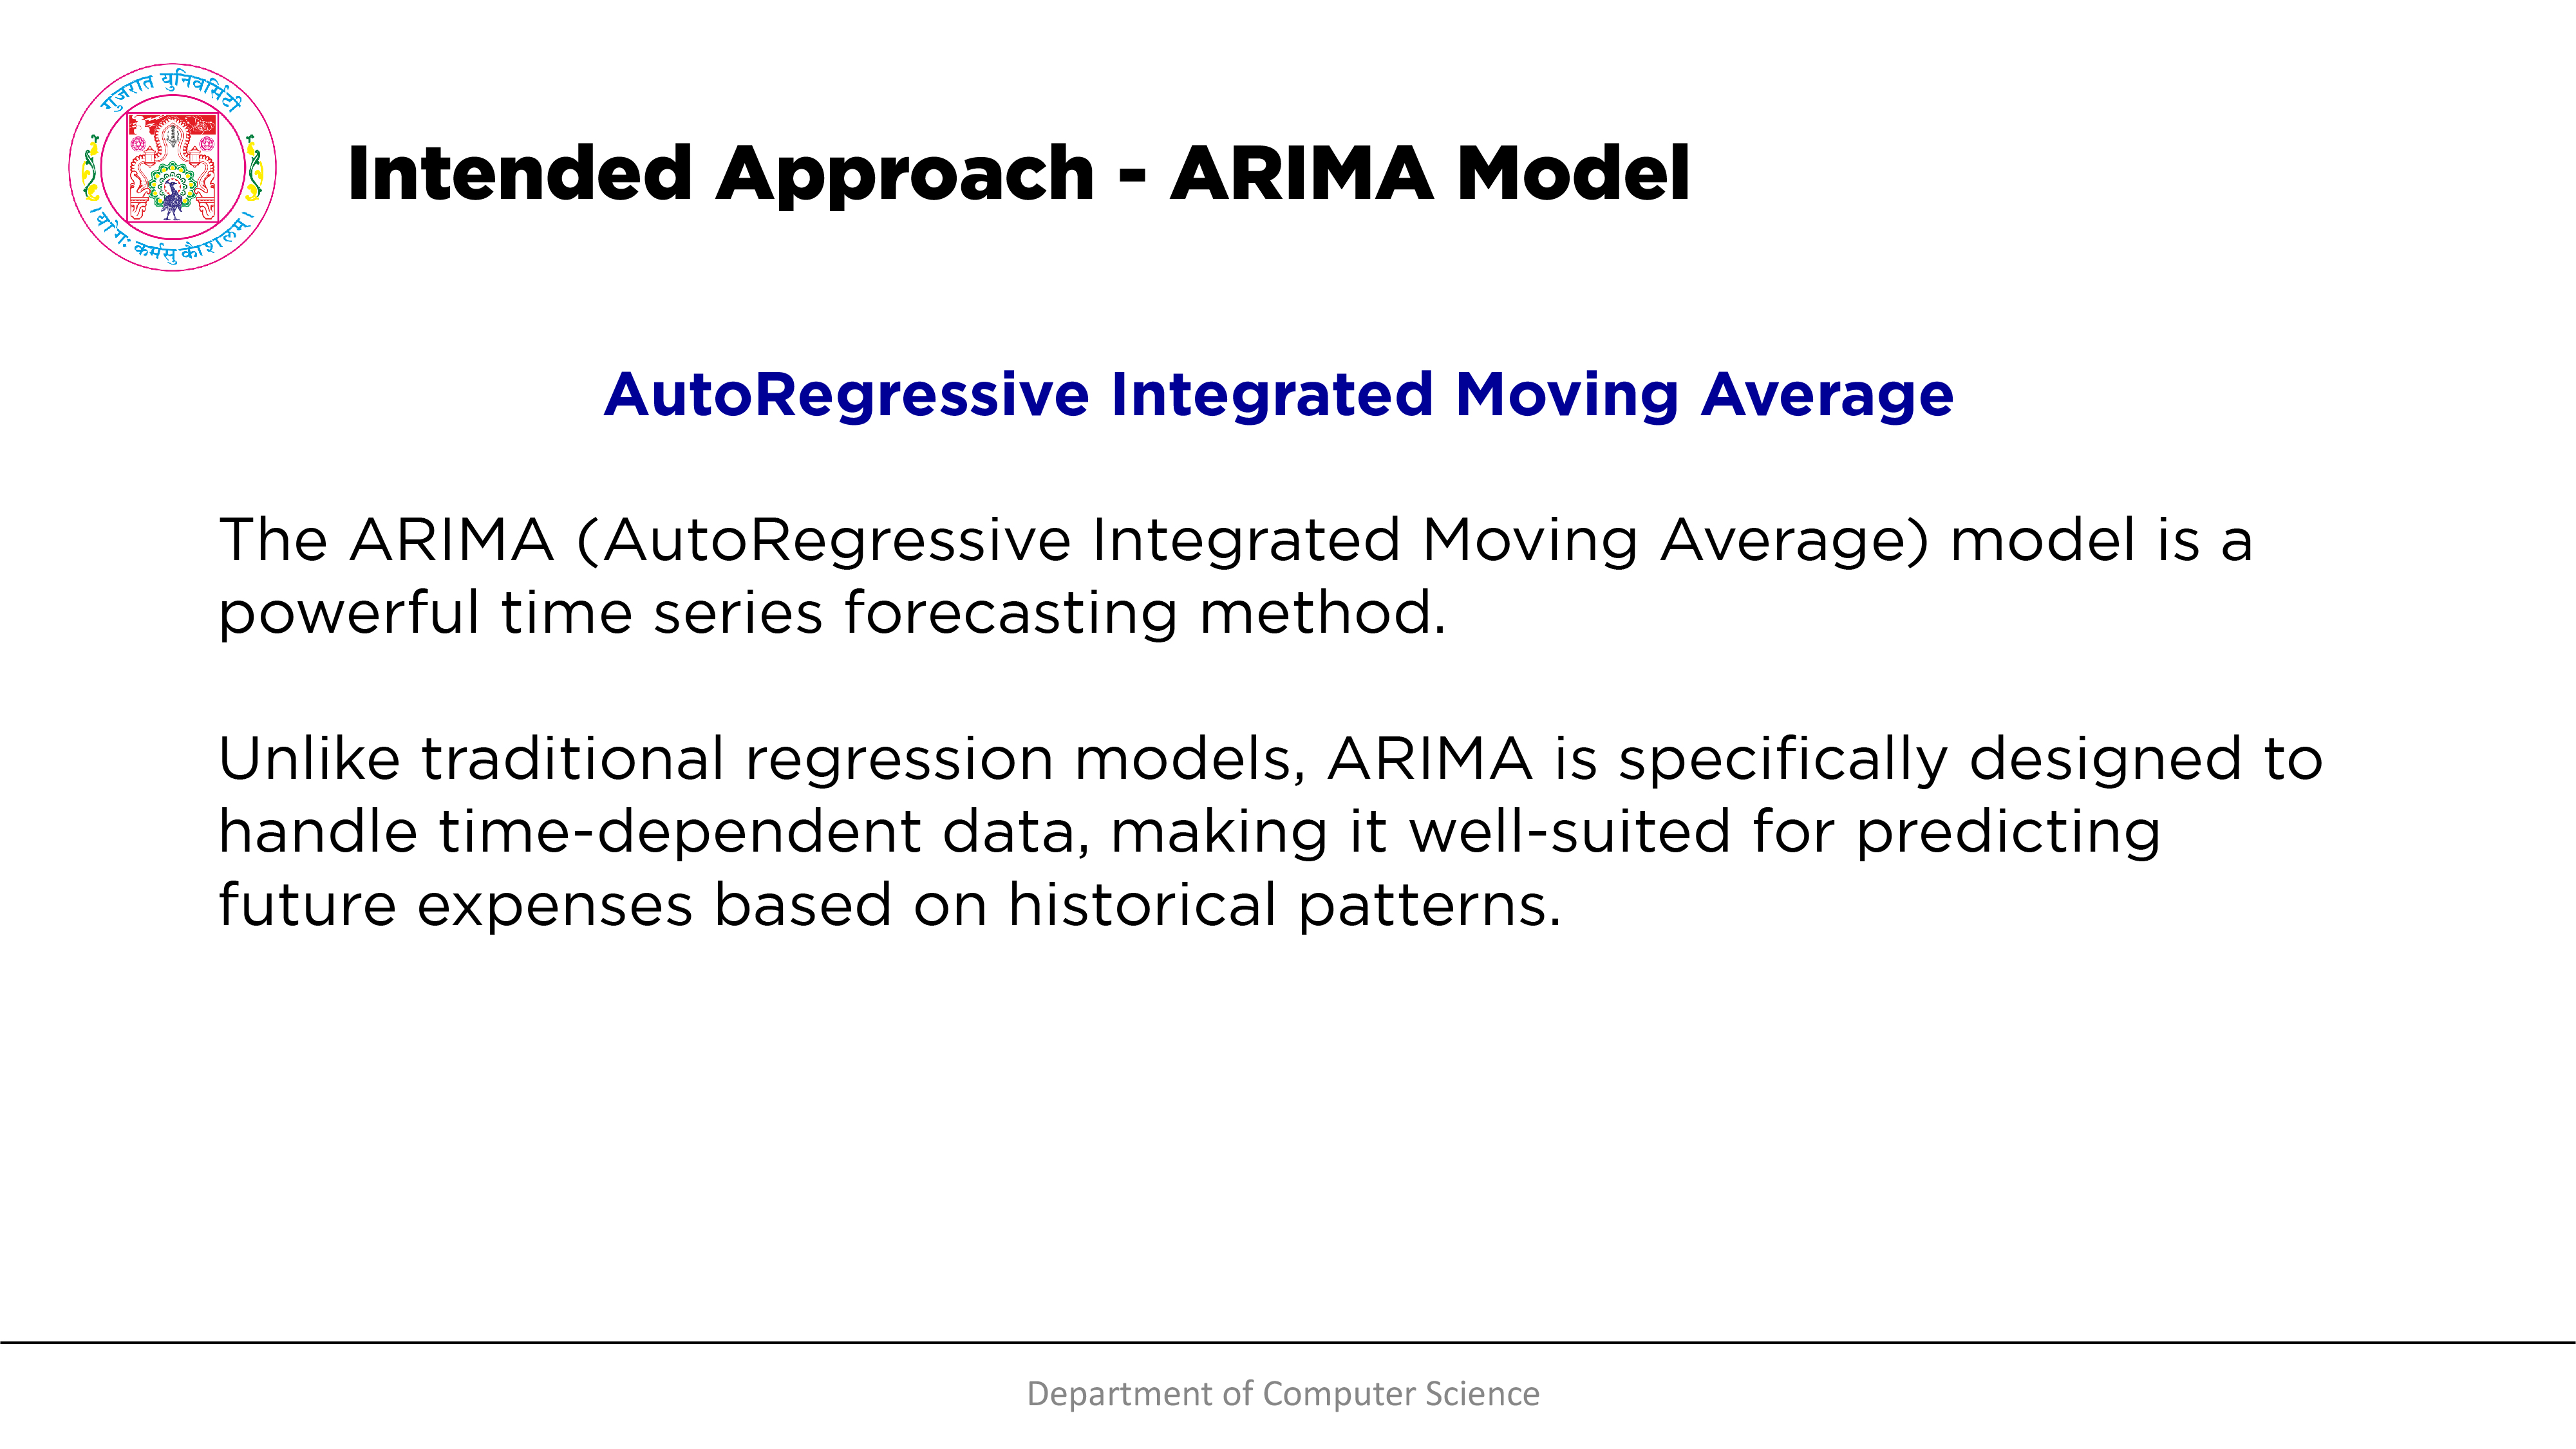 गुजरात युनिवर्सिटी
। योगः कर्मसु कौशलम् ।
Intended Approach - ARIMA Model
AutoRegressive Integrated Moving Average
The ARIMA (AutoRegressive Integrated Moving Average) model is a
powerful time series forecasting method.
Unlike traditional regression models, ARIMA is specifically designed to
handle time-dependent data, making it well-suited for predicting
future expenses based on historical patterns.
Department of Computer Science